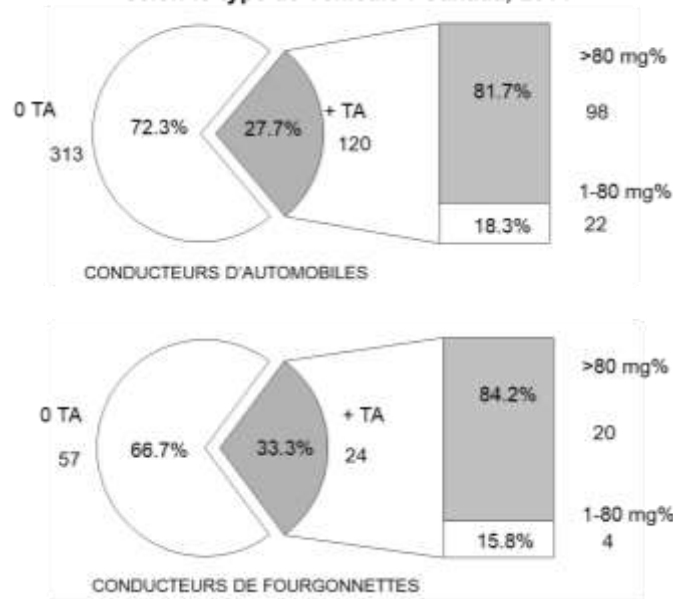 >80 mg%
81.7%
0 TA
72.3%
27.7%
+ TA
98
313
120
1-80 mg%
18.3%
22
CONDUCTEURS D'AUTOMOBILES
>80 mg%
84.2%
0 TA
+ TA
20
57
66.7%
33.3%
24
1-80 mg%
15.8%
4
CONDUCTEURS DE FOURGONNETTES